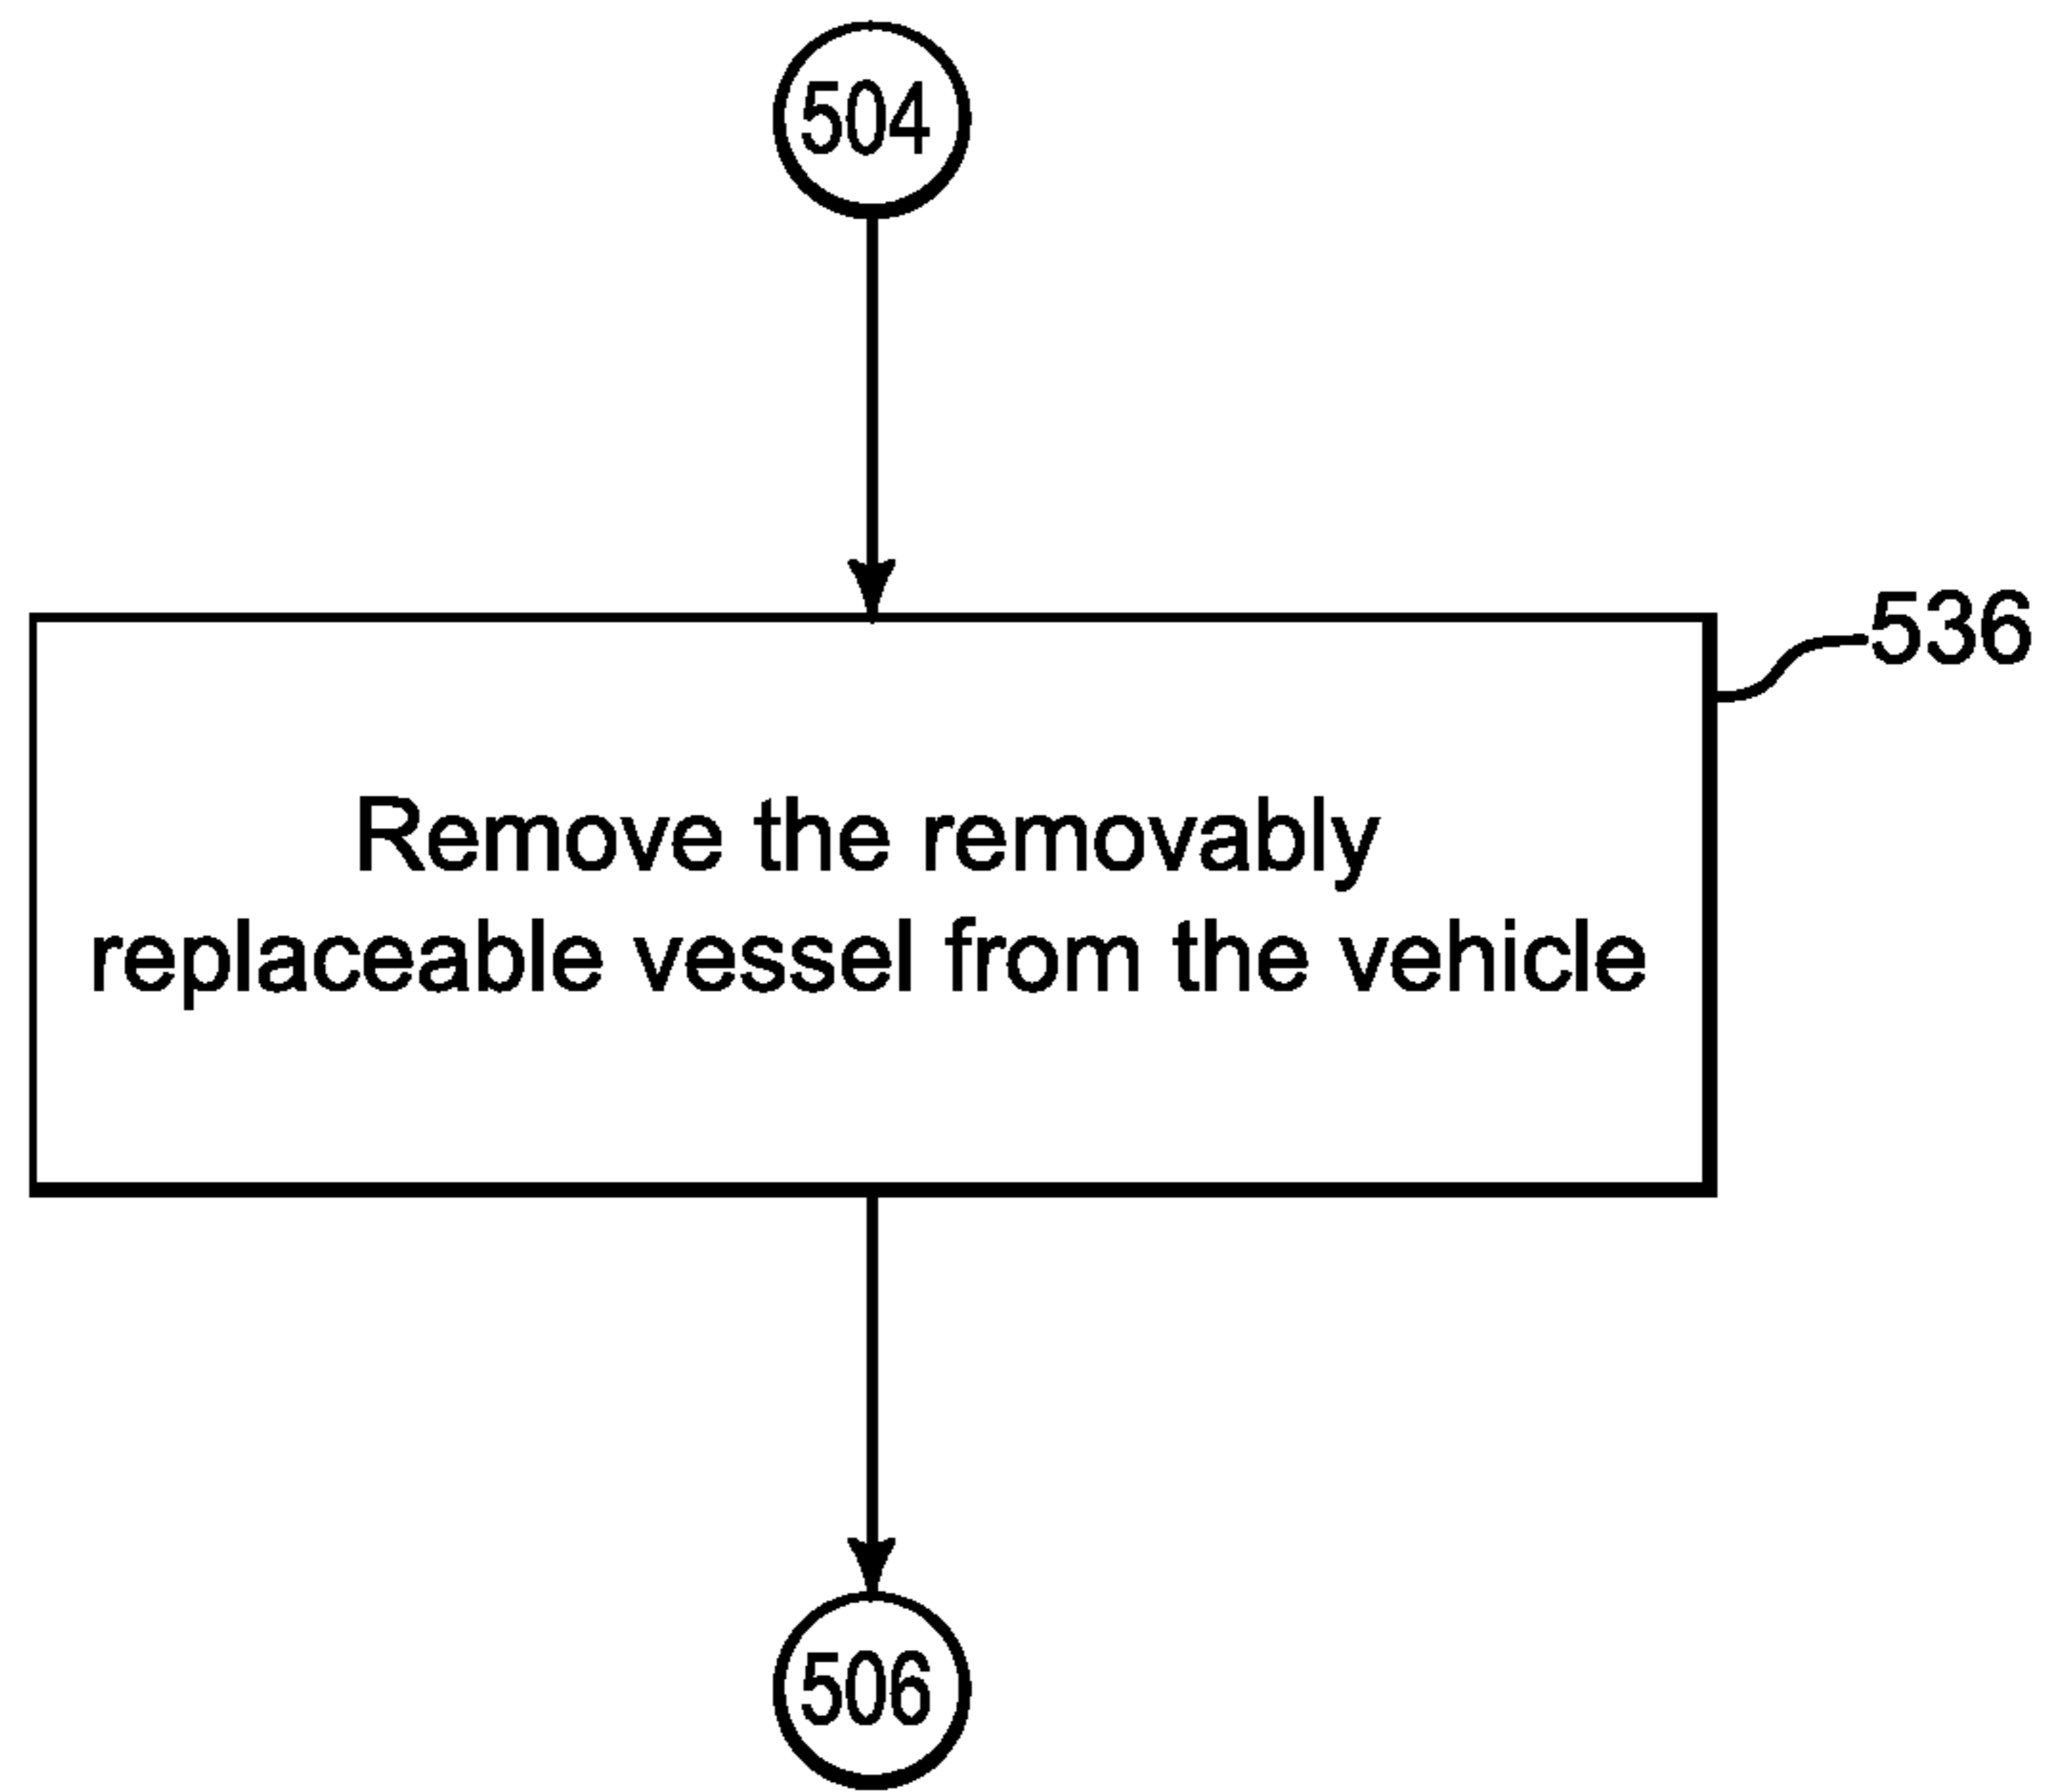 504
536
Remove the removably
replaceable vessel from the vehicle
506